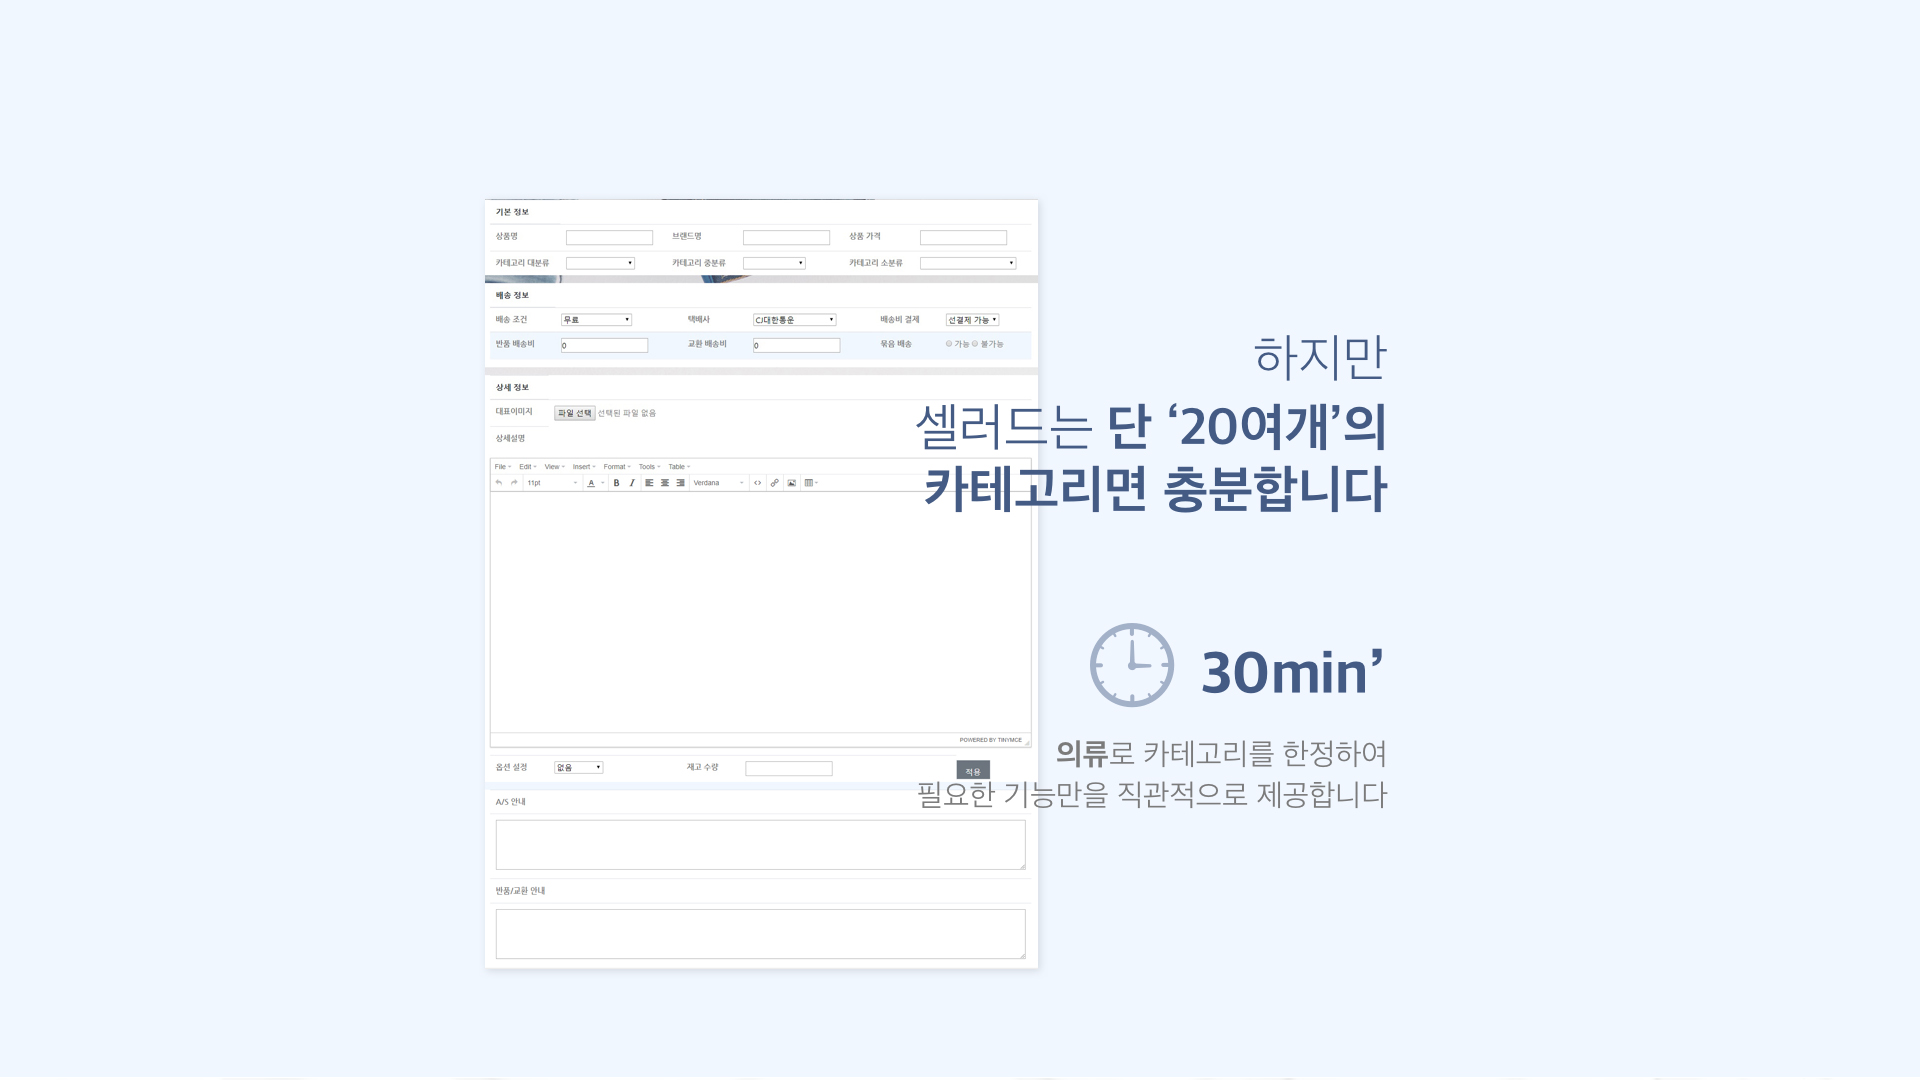 기본 정보
상품명 브랜드명 상품 가격
카테고리 대분류 카테고리 중분류 카테고리 소분류
배송 정보
배송 조건 무료 택배사 CJ대한통운 배송비 결제 선결제 가능
반품 배송비 0 교환 배송비 0 묶음 배송 가능 불가능
상세 정보
대표이미지 파일 선택 선택된 파일 없음
상세설명
File Edit View Insert Format Tools Table
11pt A B I Verdana
POWERED BY TINYMCE
옵션 설정 없음 재고 수량 적용
A/S 안내
반품/교환 안내
하지만
셀러드는 단 ‘20여개’의
카테고리면 충분합니다
30min’
의류로 카테고리를 한정하여
필요한 기능만을 직관적으로 제공합니다